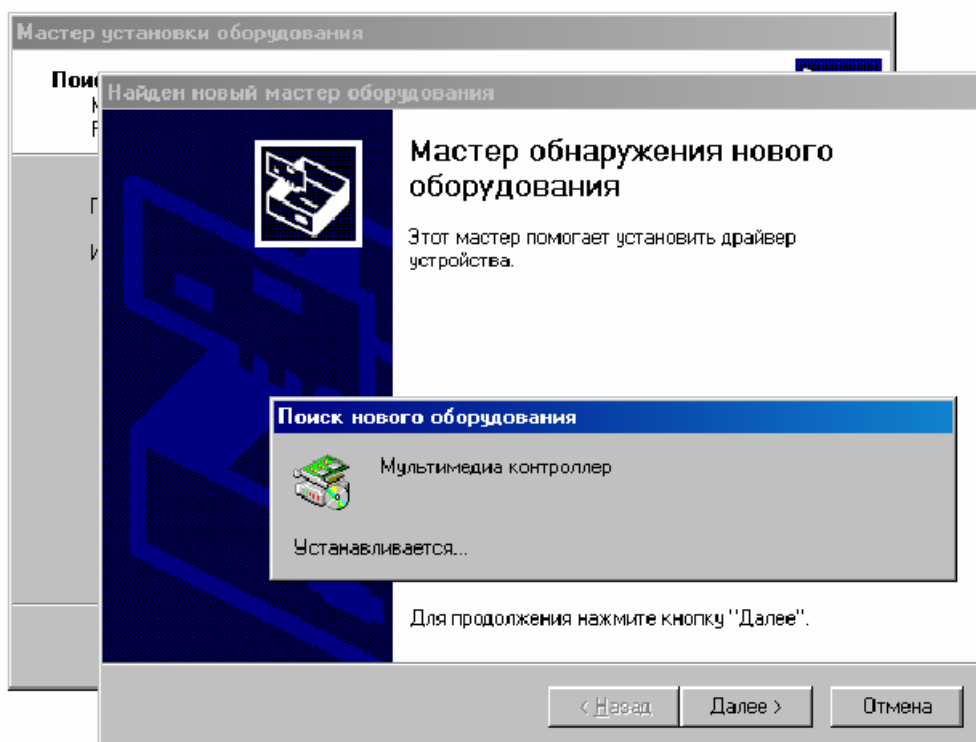 Мастер установки оборудования
Найден новый мастер оборудования
Мастер обнаружения нового
оборудования
Этот мастер помогает установить драйвер
устройства.
Поиск нового оборудования
Мультимедиа контроллер
Устанавливается...
Для продолжения нажмите кнопку "Далее".
< Назад
Далее >
Отмена